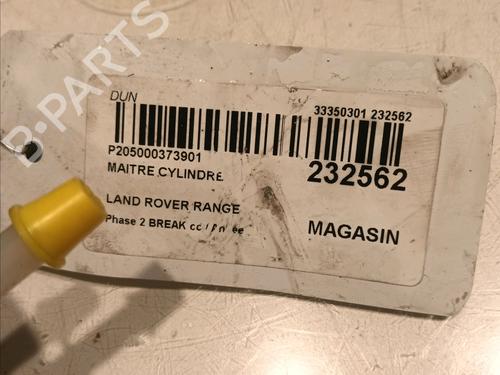 DUN
33350301 232562
P205000373901
MAITRE CYLINDRE
232562
LAND ROVER RANGE
Phase 2 BREAK
MAGASIN
B-PARTS